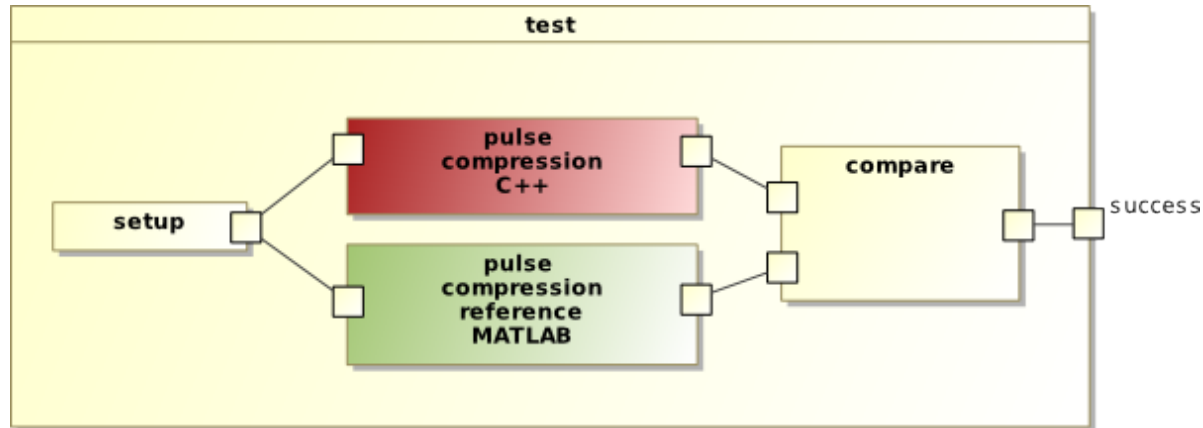 test
pulse
compression
C++
compare
setup
success
pulse
compression
reference
MATLAB